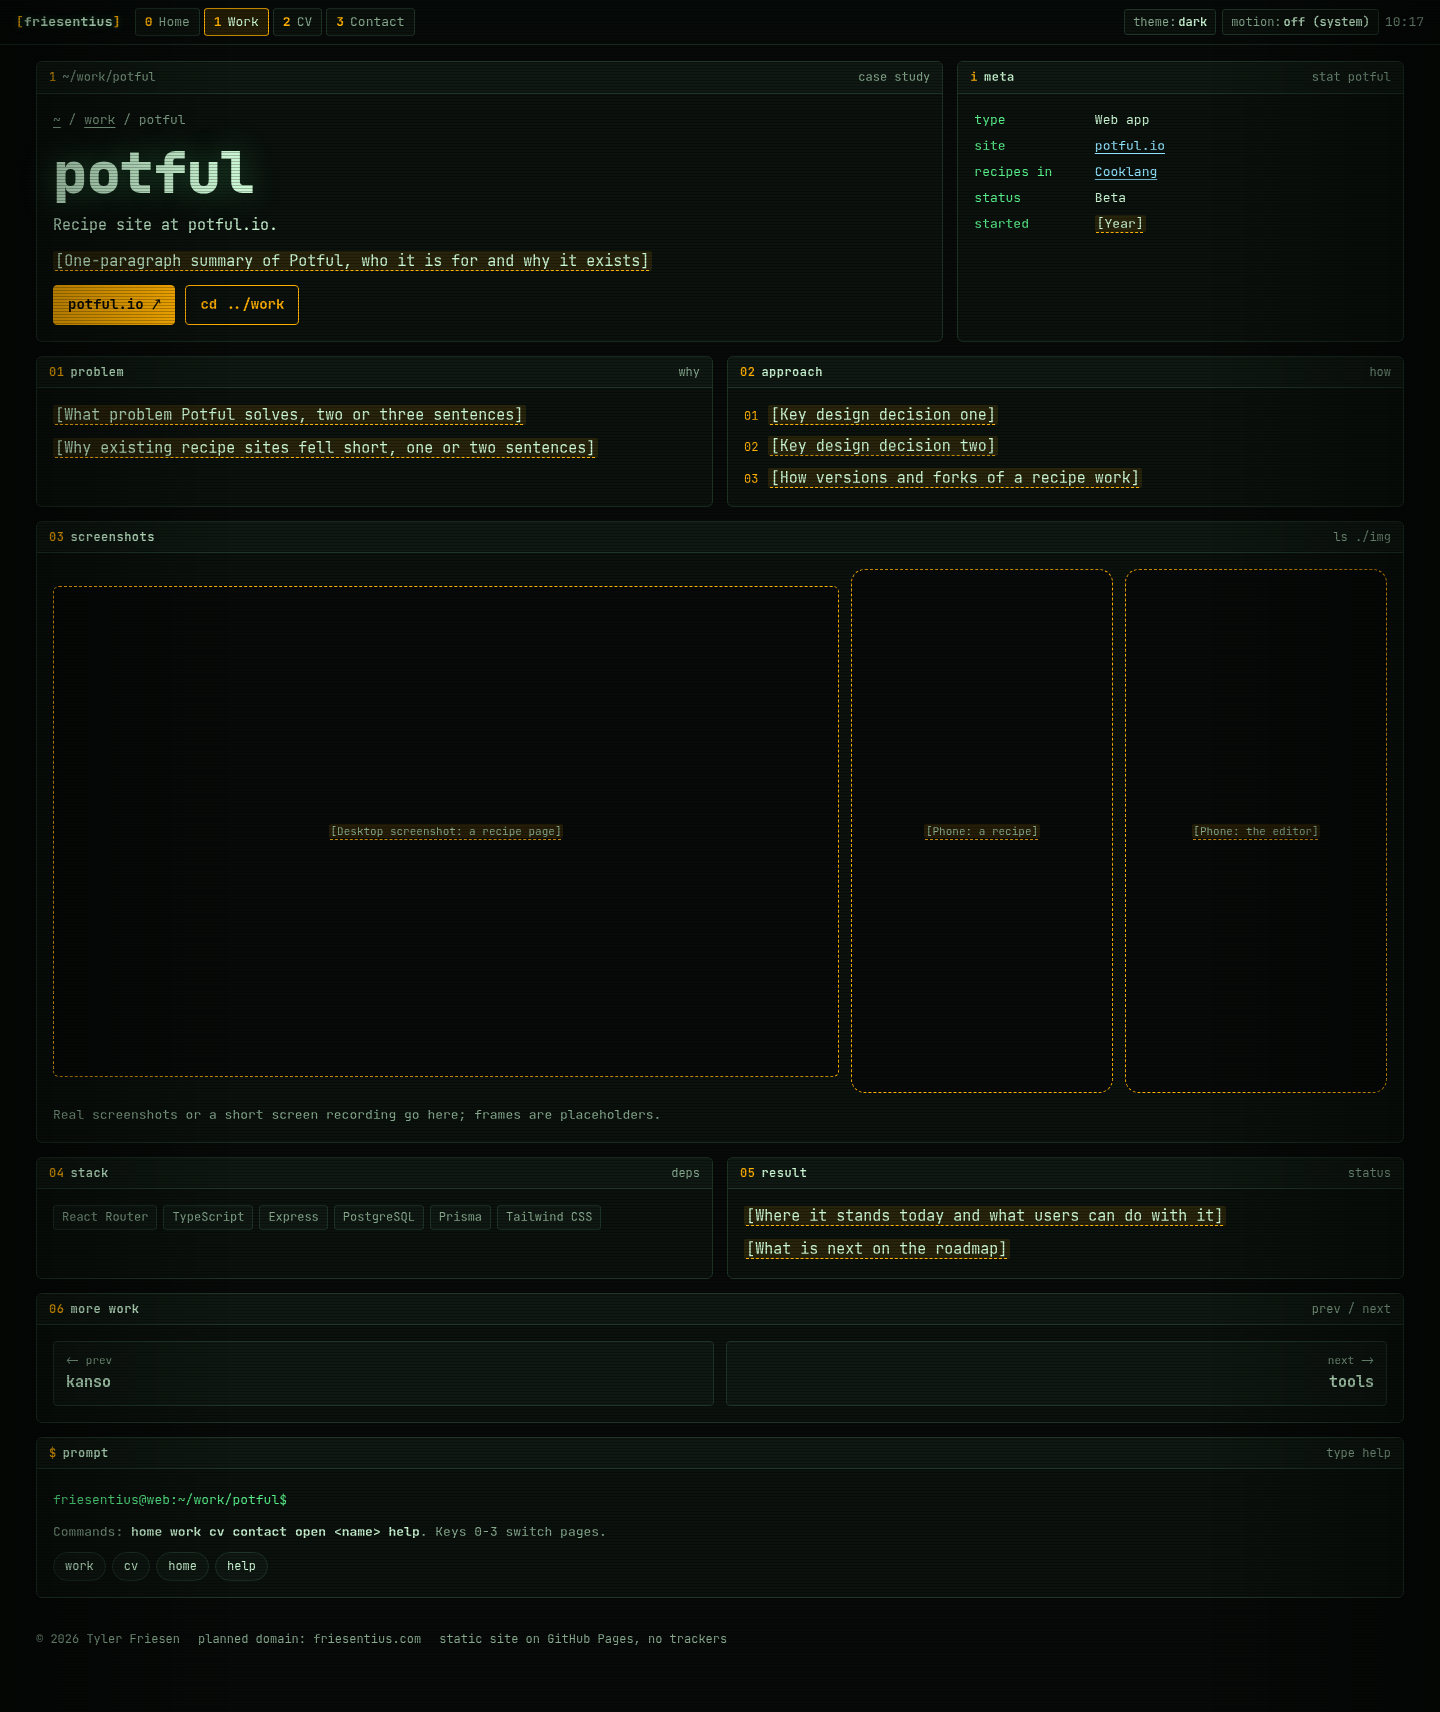 [friesentius] 0 Home 1 Work 2 CV 3 Contact theme:dark motion:off (system) 10:17
1 ~/work/potful case study
~ / work / potful
potful
Recipe site at potful.io.
[One-paragraph summary of Potful, who it is for and why it exists]
potful.io ↗ cd ../work
i meta stat potful
type Web app
site potful.io
recipes in Cooklang
status Beta
started [Year]
01 problem why
[What problem Potful solves, two or three sentences]
[Why existing recipe sites fell short, one or two sentences]
02 approach how
01 [Key design decision one]
02 [Key design decision two]
03 [How versions and forks of a recipe work]
03 screenshots ls ./img
[Desktop screenshot: a recipe page] [Phone: a recipe] [Phone: the editor]
Real screenshots or a short screen recording go here; frames are placeholders.
04 stack deps
React Router TypeScript Express PostgreSQL Prisma Tailwind CSS
05 result status
[Where it stands today and what users can do with it]
[What is next on the roadmap]
06 more work prev / next
← prev
kanso
next →
tools
$ prompt type help
friesentius@web:~/work/potful$
Commands: home work cv contact open <name> help. Keys 0-3 switch pages.
work cv home help
© 2026 Tyler Friesen planned domain: friesentius.com static site on GitHub Pages, no trackers